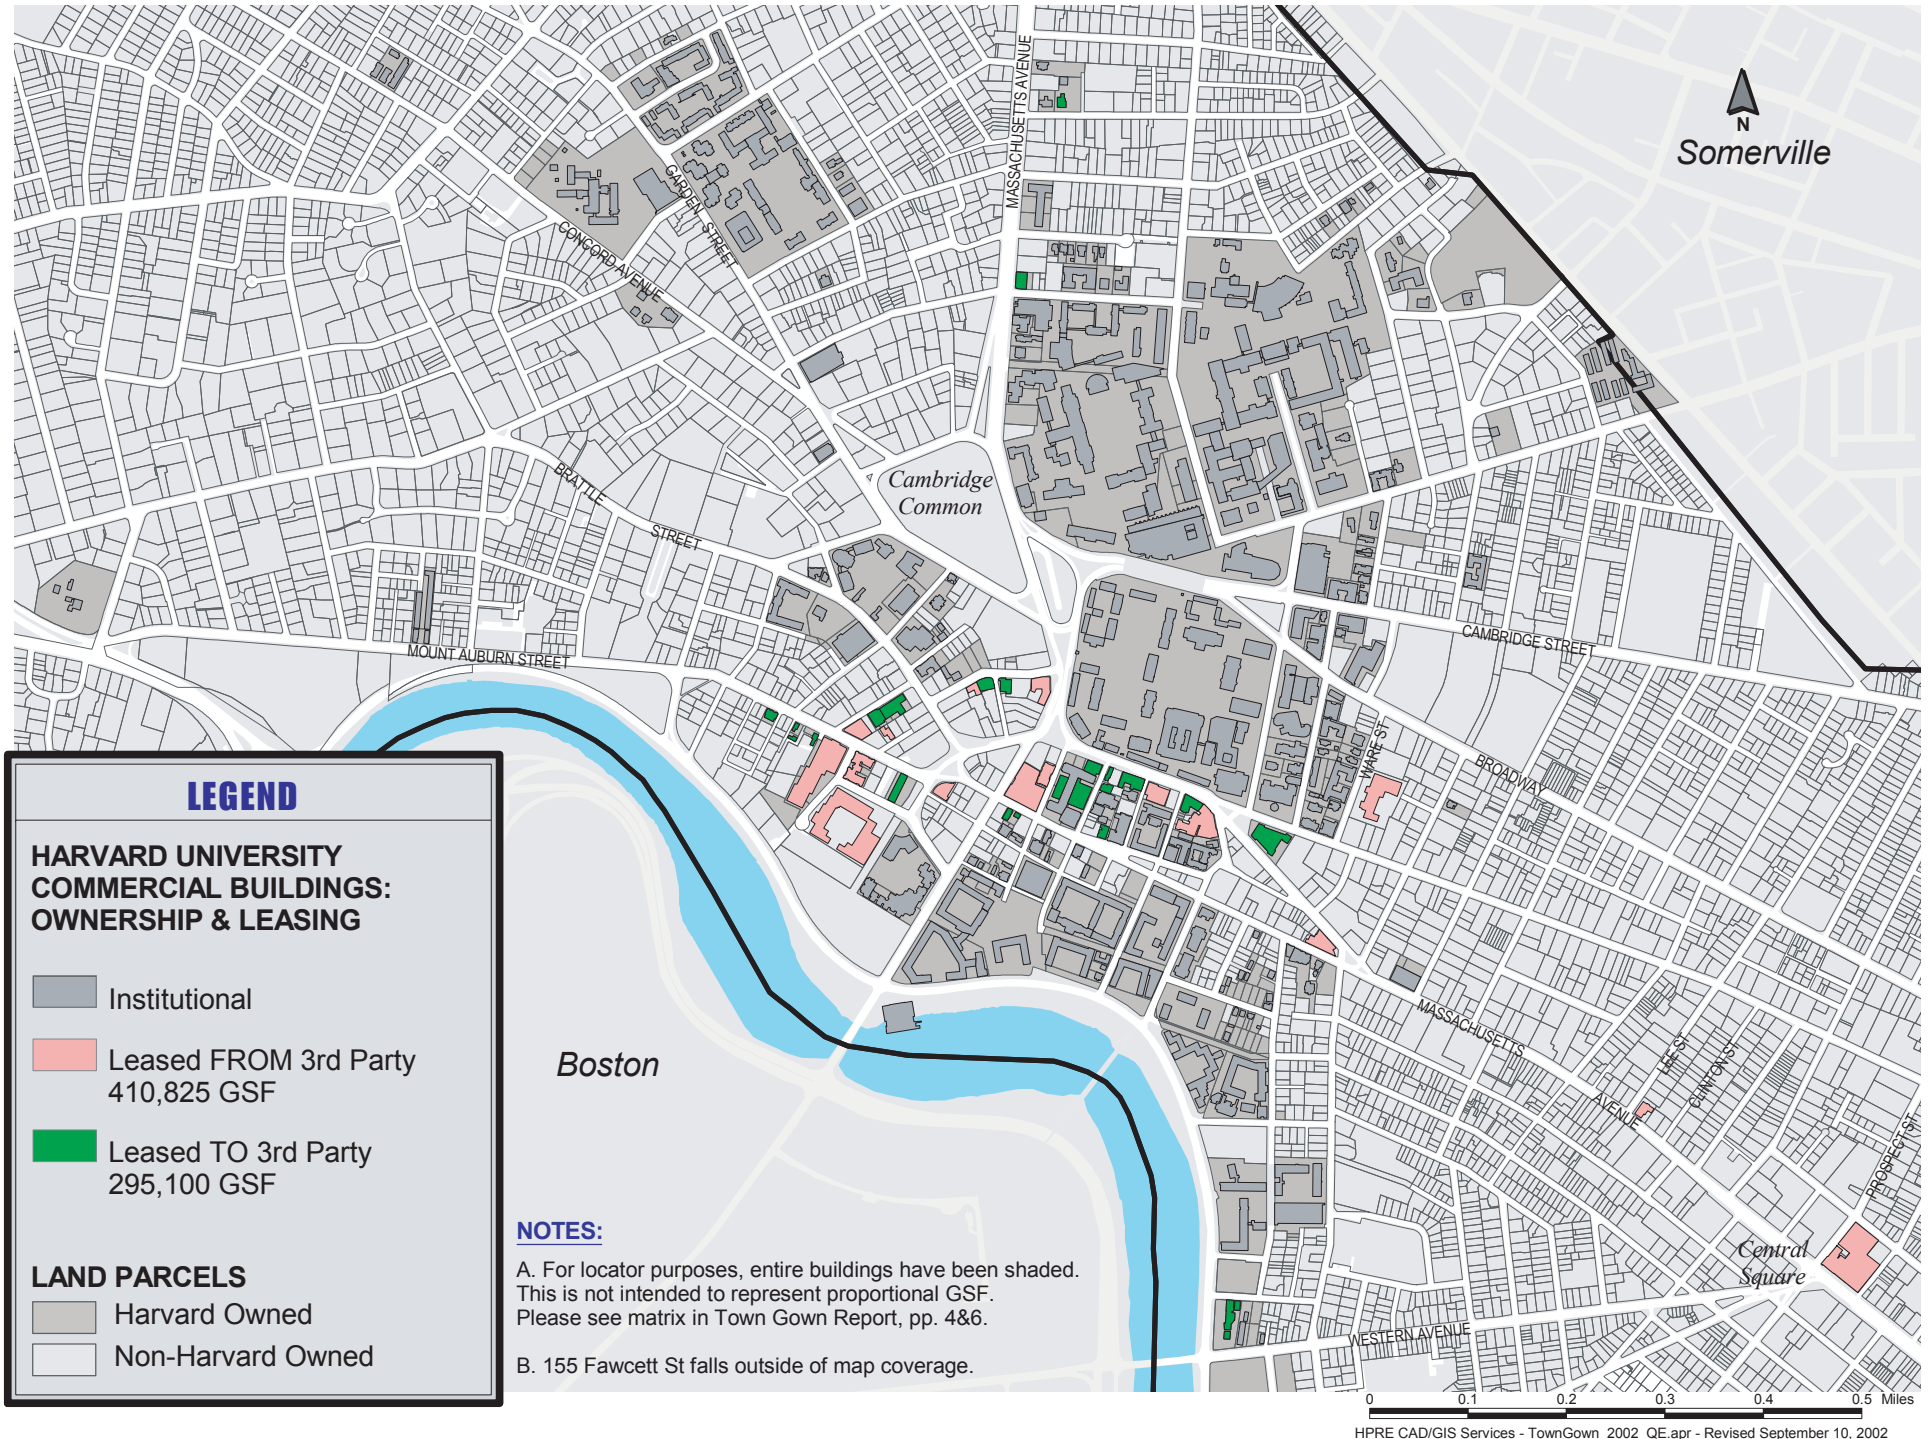 MASSACHUSETTS AVENUE
N
Somerville
GARDEN STREET
CONCORD AVENUE
Cambridge
Common
BRATTLE
STREET
MOUNT AUBURN STREET
CAMBRIDGE STREET
WARE ST
BROADWAY
LEGEND
HARVARD UNIVERSITY
COMMERCIAL BUILDINGS:
OWNERSHIP & LEASING
Institutional
Leased FROM 3rd Party
410,825 GSF
Leased TO 3rd Party
295,100 GSF
LAND PARCELS
Harvard Owned
Non-Harvard Owned
Boston
MASSACHUSETTS
AVENUE
LEE ST
CLINTON ST
PROSPECT ST
Central
Square
WESTERN AVENUE
NOTES:
A. For locator purposes, entire buildings have been shaded.
This is not intended to represent proportional GSF.
Please see matrix in Town Gown Report, pp. 4&6.
B. 155 Fawcett St falls outside of map coverage.
0 0.1 0.2 0.3 0.4 0.5 Miles
HPRE CAD/GIS Services - TownGown_2002_QE.apr - Revised September 10, 2002